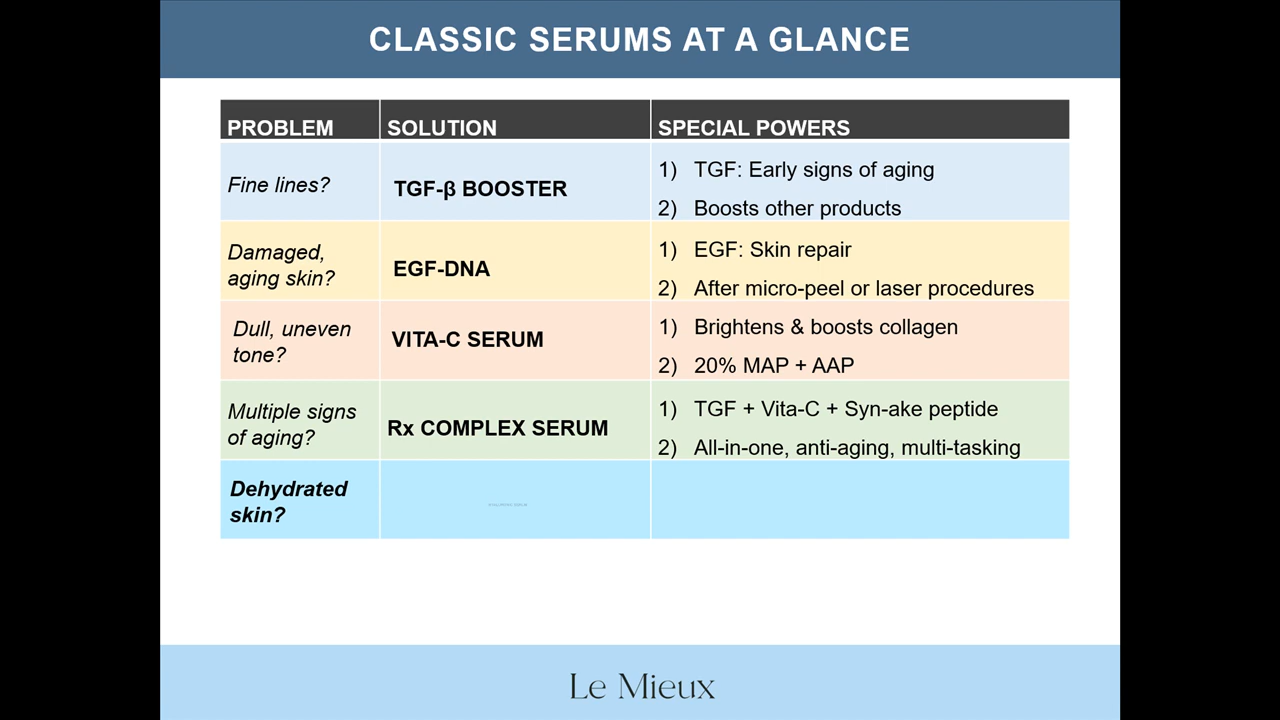 CLASSIC SERUMS AT A GLANCE
PROBLEM SOLUTION SPECIAL POWERS
Fine lines?
TGF-β BOOSTER
1) TGF: Early signs of aging
2) Boosts other products
Damaged,
aging skin?
EGF-DNA
1) EGF: Skin repair
2) After micro-peel or laser procedures
Dull, uneven
tone?
VITA-C SERUM
1) Brightens & boosts collagen
2) 20% MAP + AAP
Multiple signs
of aging?
Rx COMPLEX SERUM
1) TGF + Vita-C + Syn-ake peptide
2) All-in-one, anti-aging, multi-tasking
Dehydrated
skin?
Le Mieux